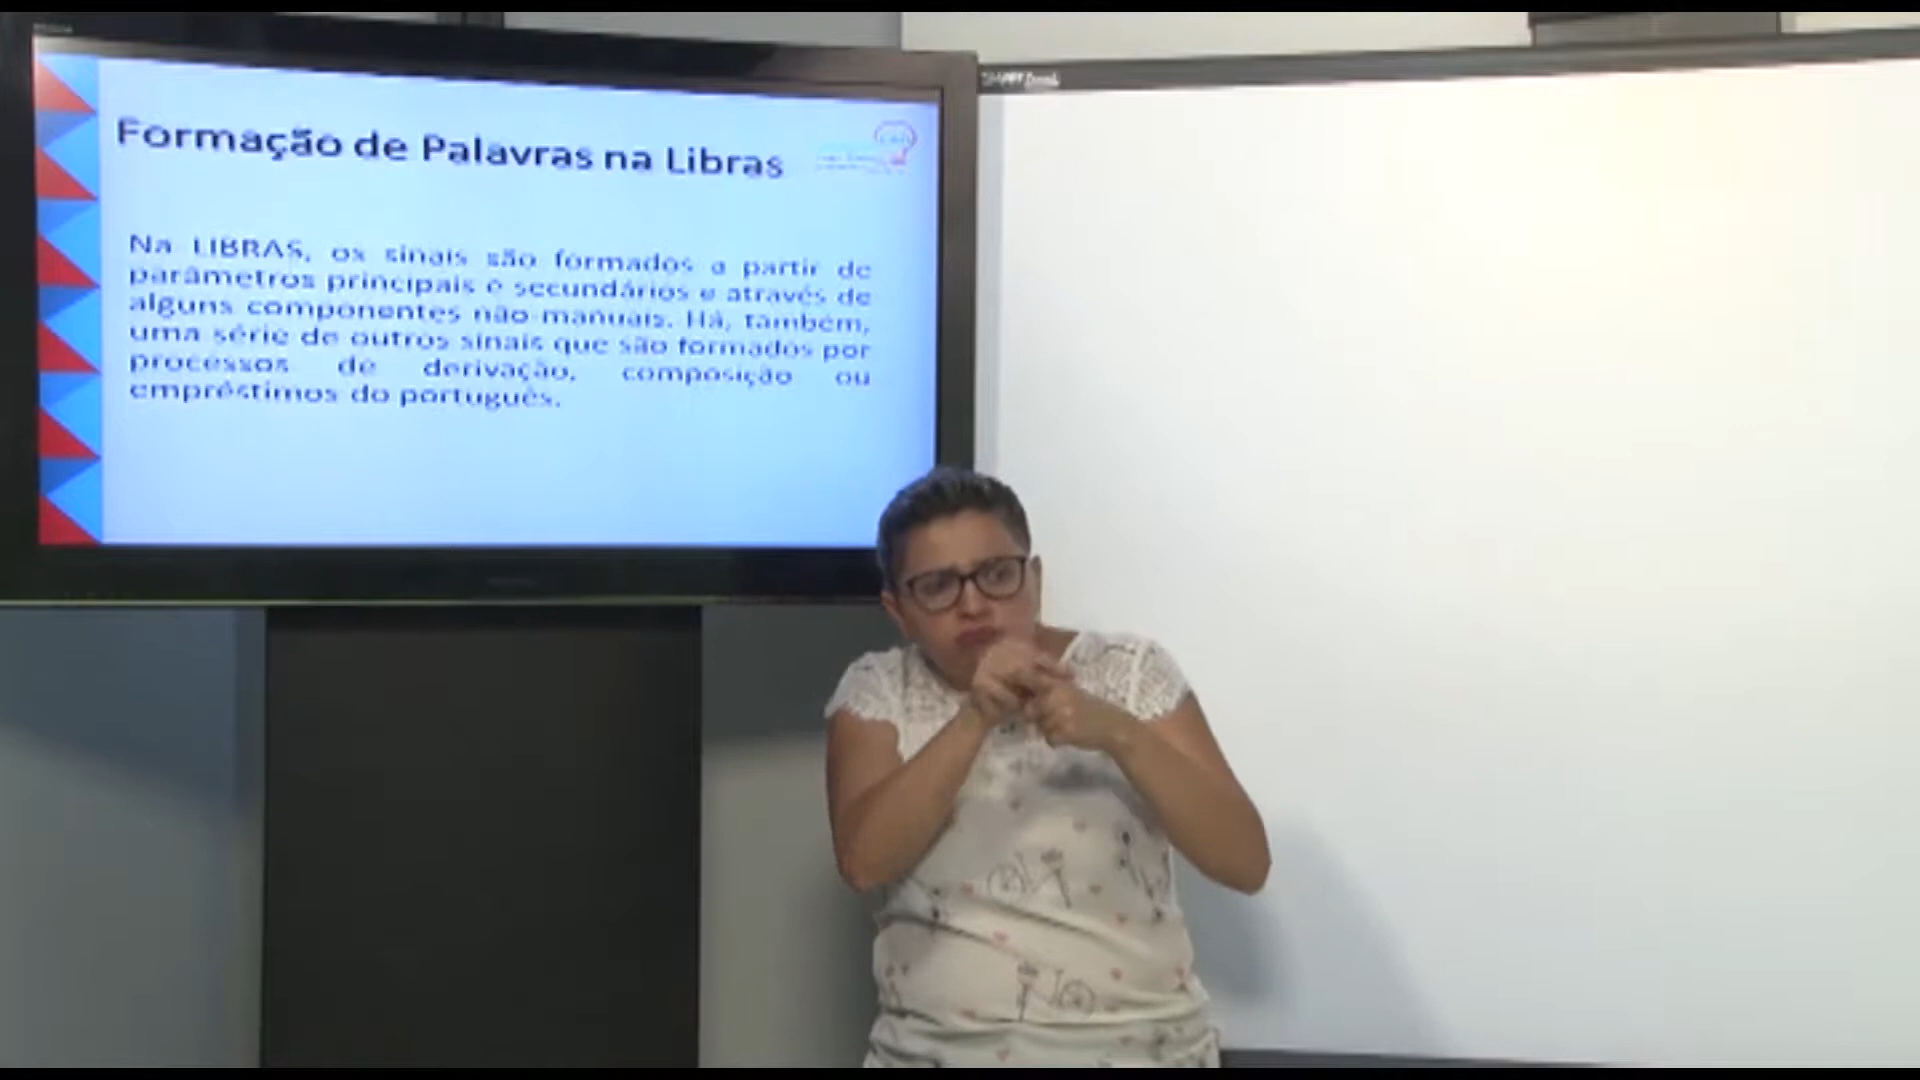 Formação de Palavras na Libras
Na LIBRAS, os sinais são formados a partir de
parâmetros principais e secundários e através de
alguns componentes não-manuais. Há, também,
uma série de outros sinais que são formados por
processos de derivação, composição ou
empréstimos do português.